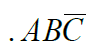 . ABC̅